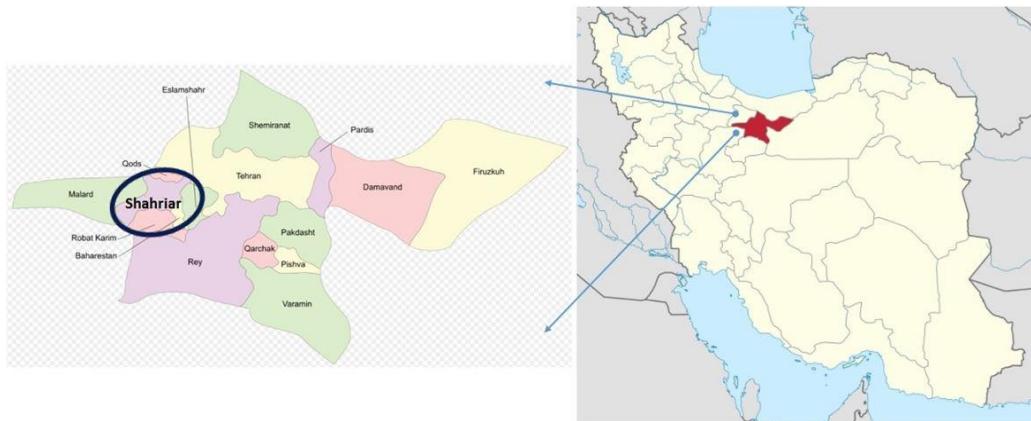 Eslamshahr
Shemiranat
Pardis
Qods
Tehran
Firuzkuh
Malard
Shahriar
Damavand
Robat Karim
Baharestan
Pakdasht
Qarchak
Rey
Pishva
Varamin